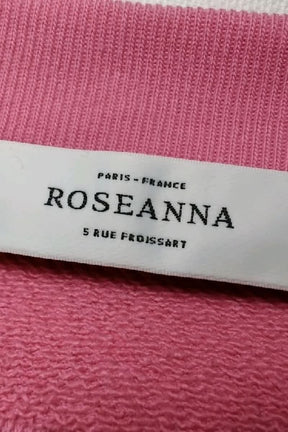 PARIS - FRANCE
ROSEANNA
5 RUE FROISSART